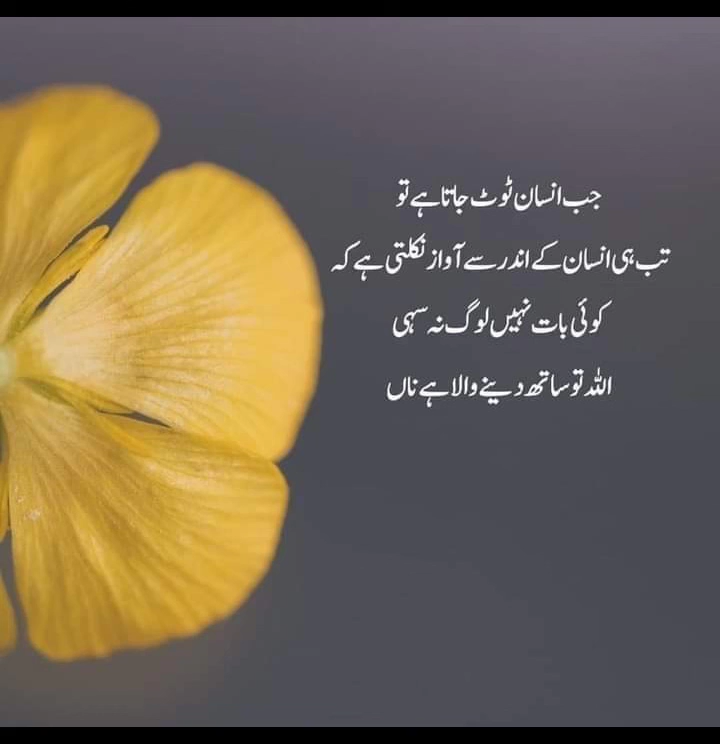 جب انسان ٹوٹ جاتا ہے تو
تب ہی انسان کے اندر سے آواز نکلتی ہے کہ
کوئی بات نہیں لوگ نہ سہی
اللہ تو ساتھ دینے والا ہے ناں